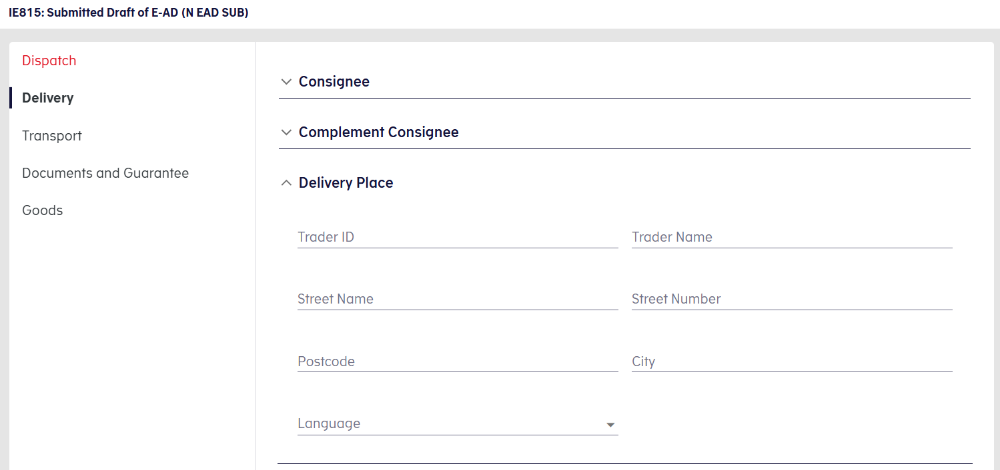 IE815: Submitted Draft of E-AD (N EAD SUB)
Dispatch
Delivery
Transport
Documents and Guarantee
Goods
Consignee
Complement Consignee
Delivery Place
Trader ID
Trader Name
Street Name
Street Number
Postcode
City
Language